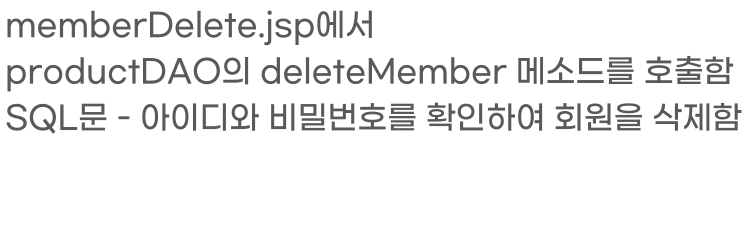 memberDelete.jsp에서
productDAO의 deleteMember 메소드를 호출함
SQL문 - 아이디와 비밀번호를 확인하여 회원을 삭제함